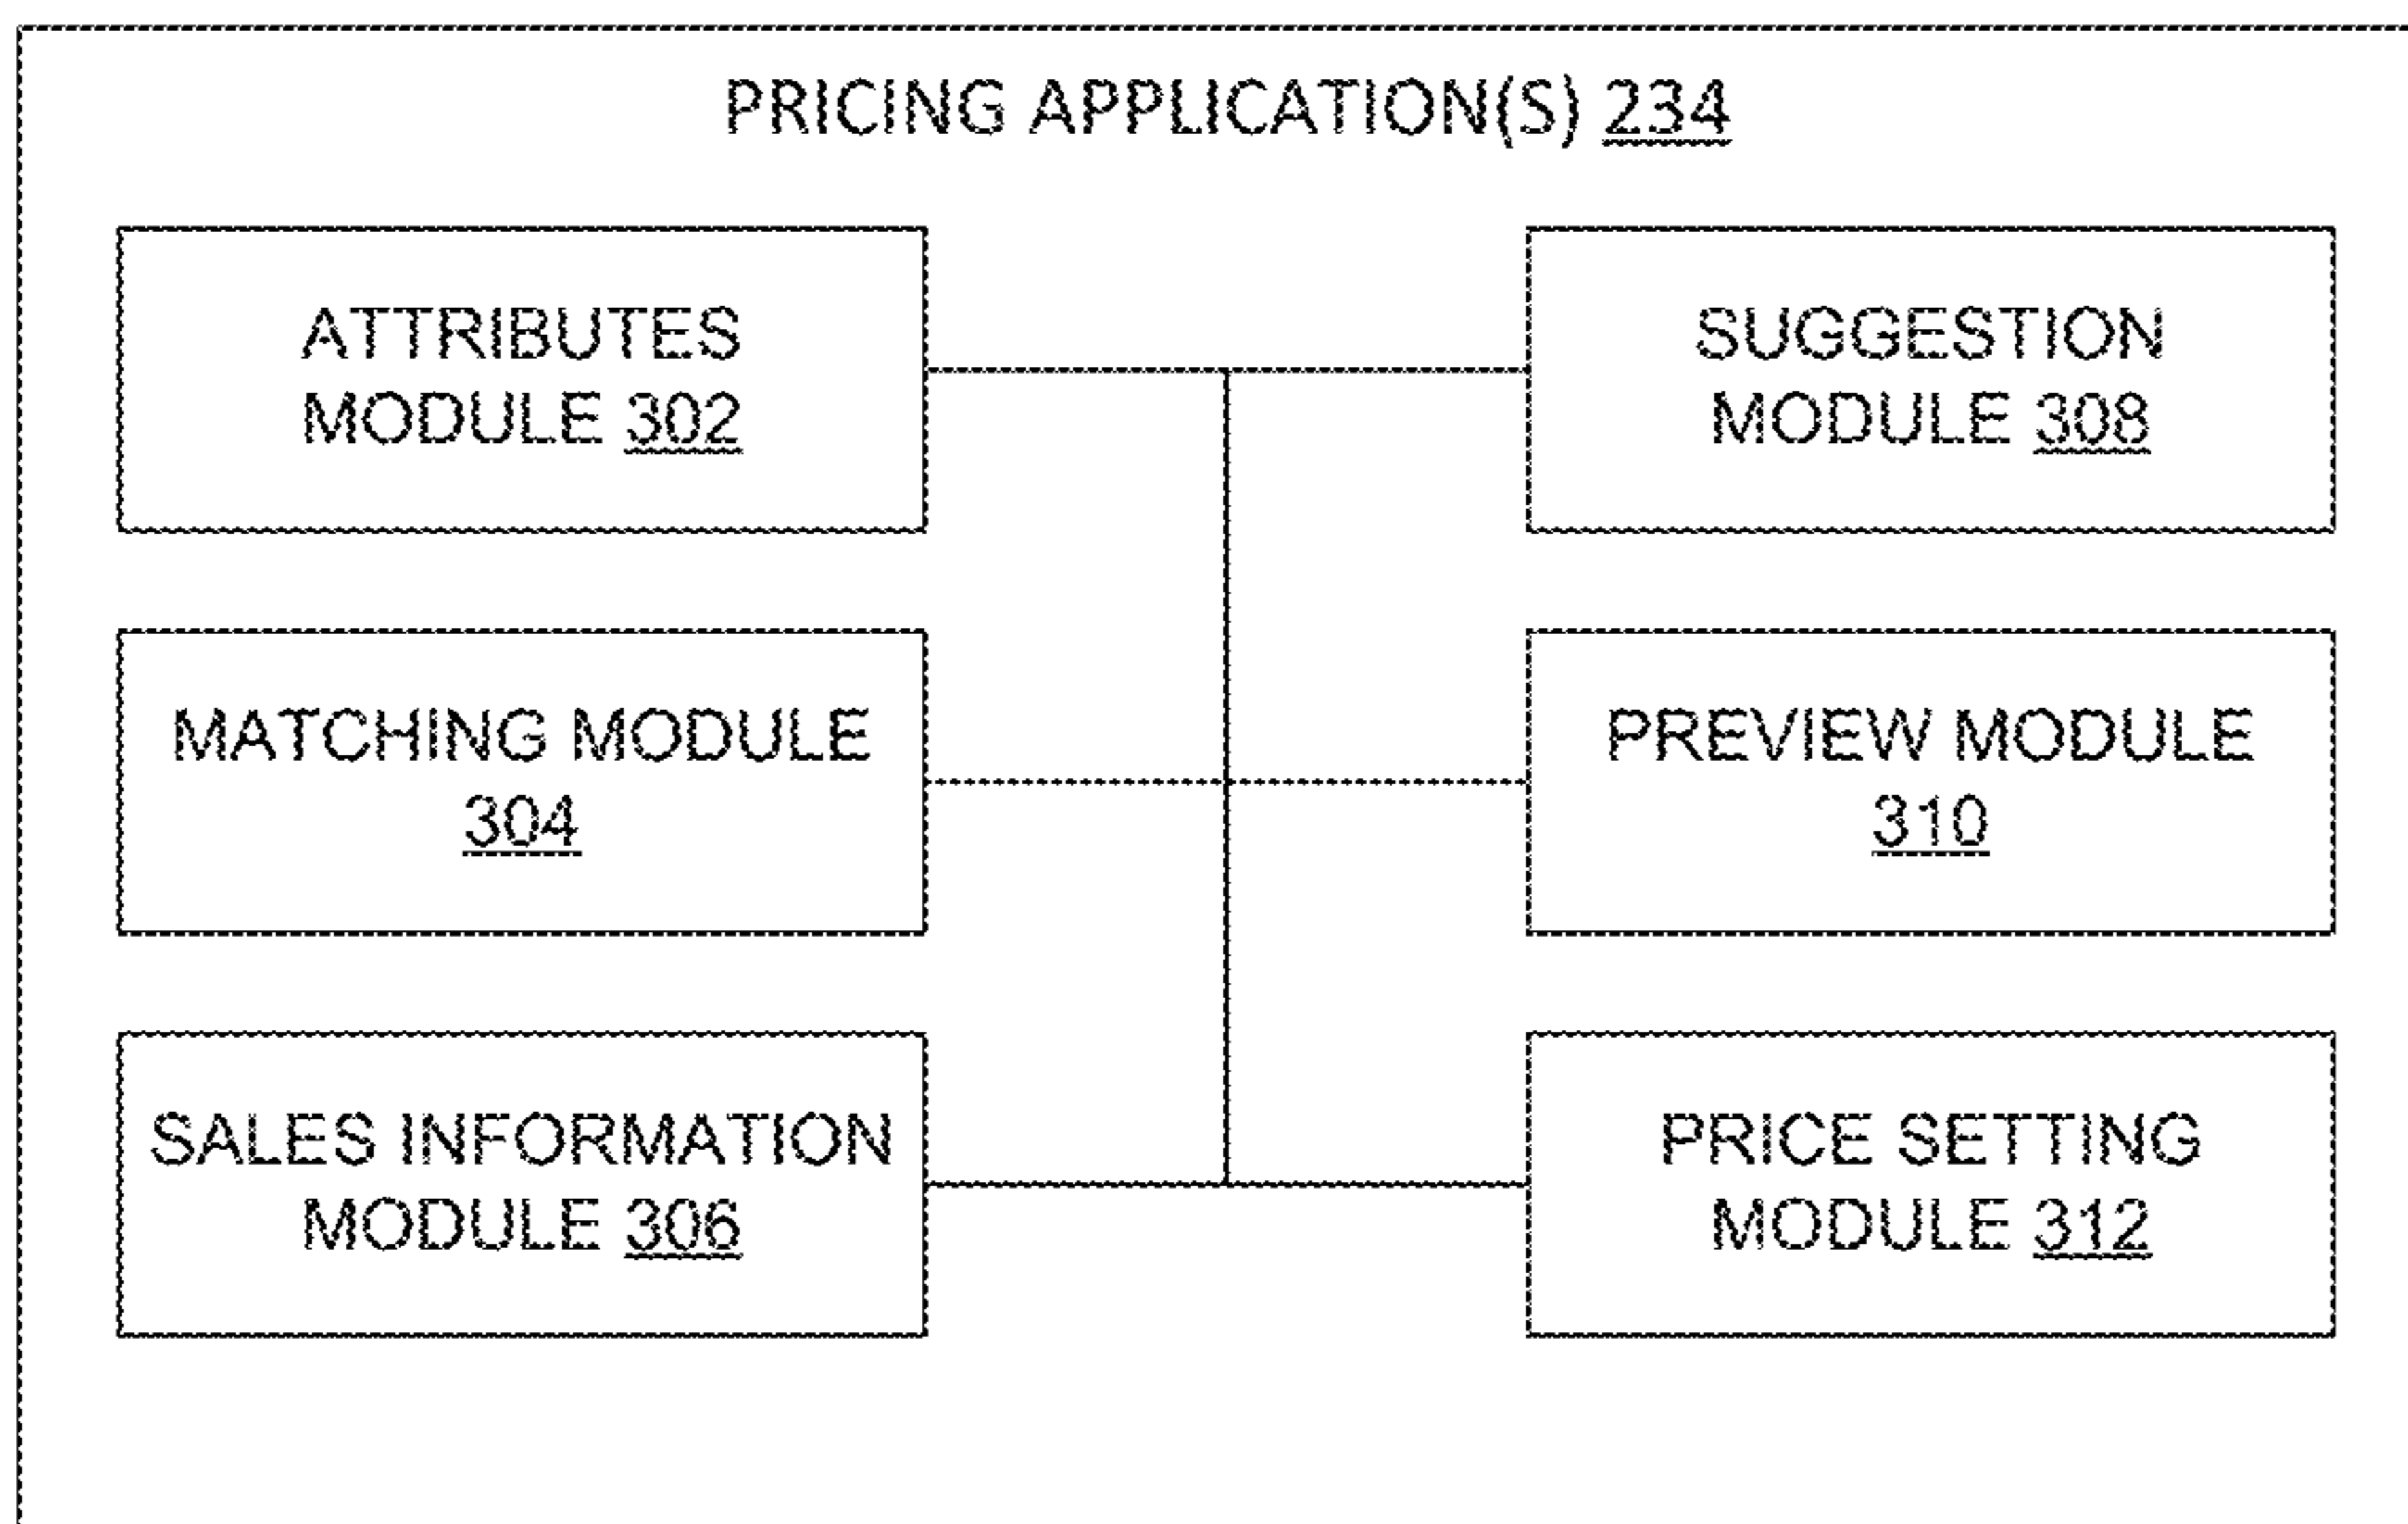 PRICING APPLICATION(S) 234
ATTRIBUTES
MODULE 302
SUGGESTION
MODULE 308
MATCHING MODULE
304
PREVIEW MODULE
310
SALES INFORMATION
MODULE 306
PRICE SETTING
MODULE 312